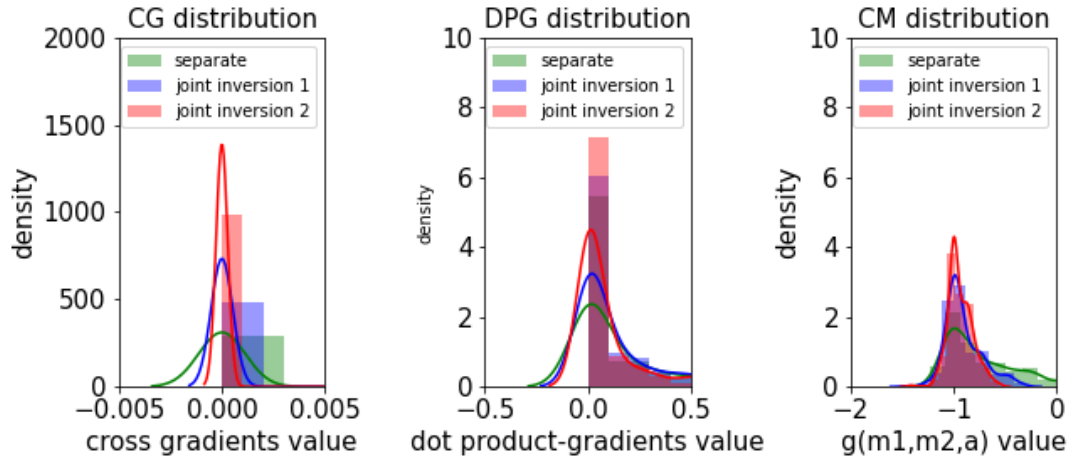 CG distribution
2000
1500
1000
500
0
density
separate
joint inversion 1
joint inversion 2
−0.005
0.000
0.005
cross gradients value
DPG distribution
10
8
6
4
2
0
density
separate
joint inversion 1
joint inversion 2
−0.5
0.0
0.5
dot product-gradients value
CM distribution
10
8
6
4
2
0
density
separate
joint inversion 1
joint inversion 2
−2
−1
0
g(m1,m2,a) value